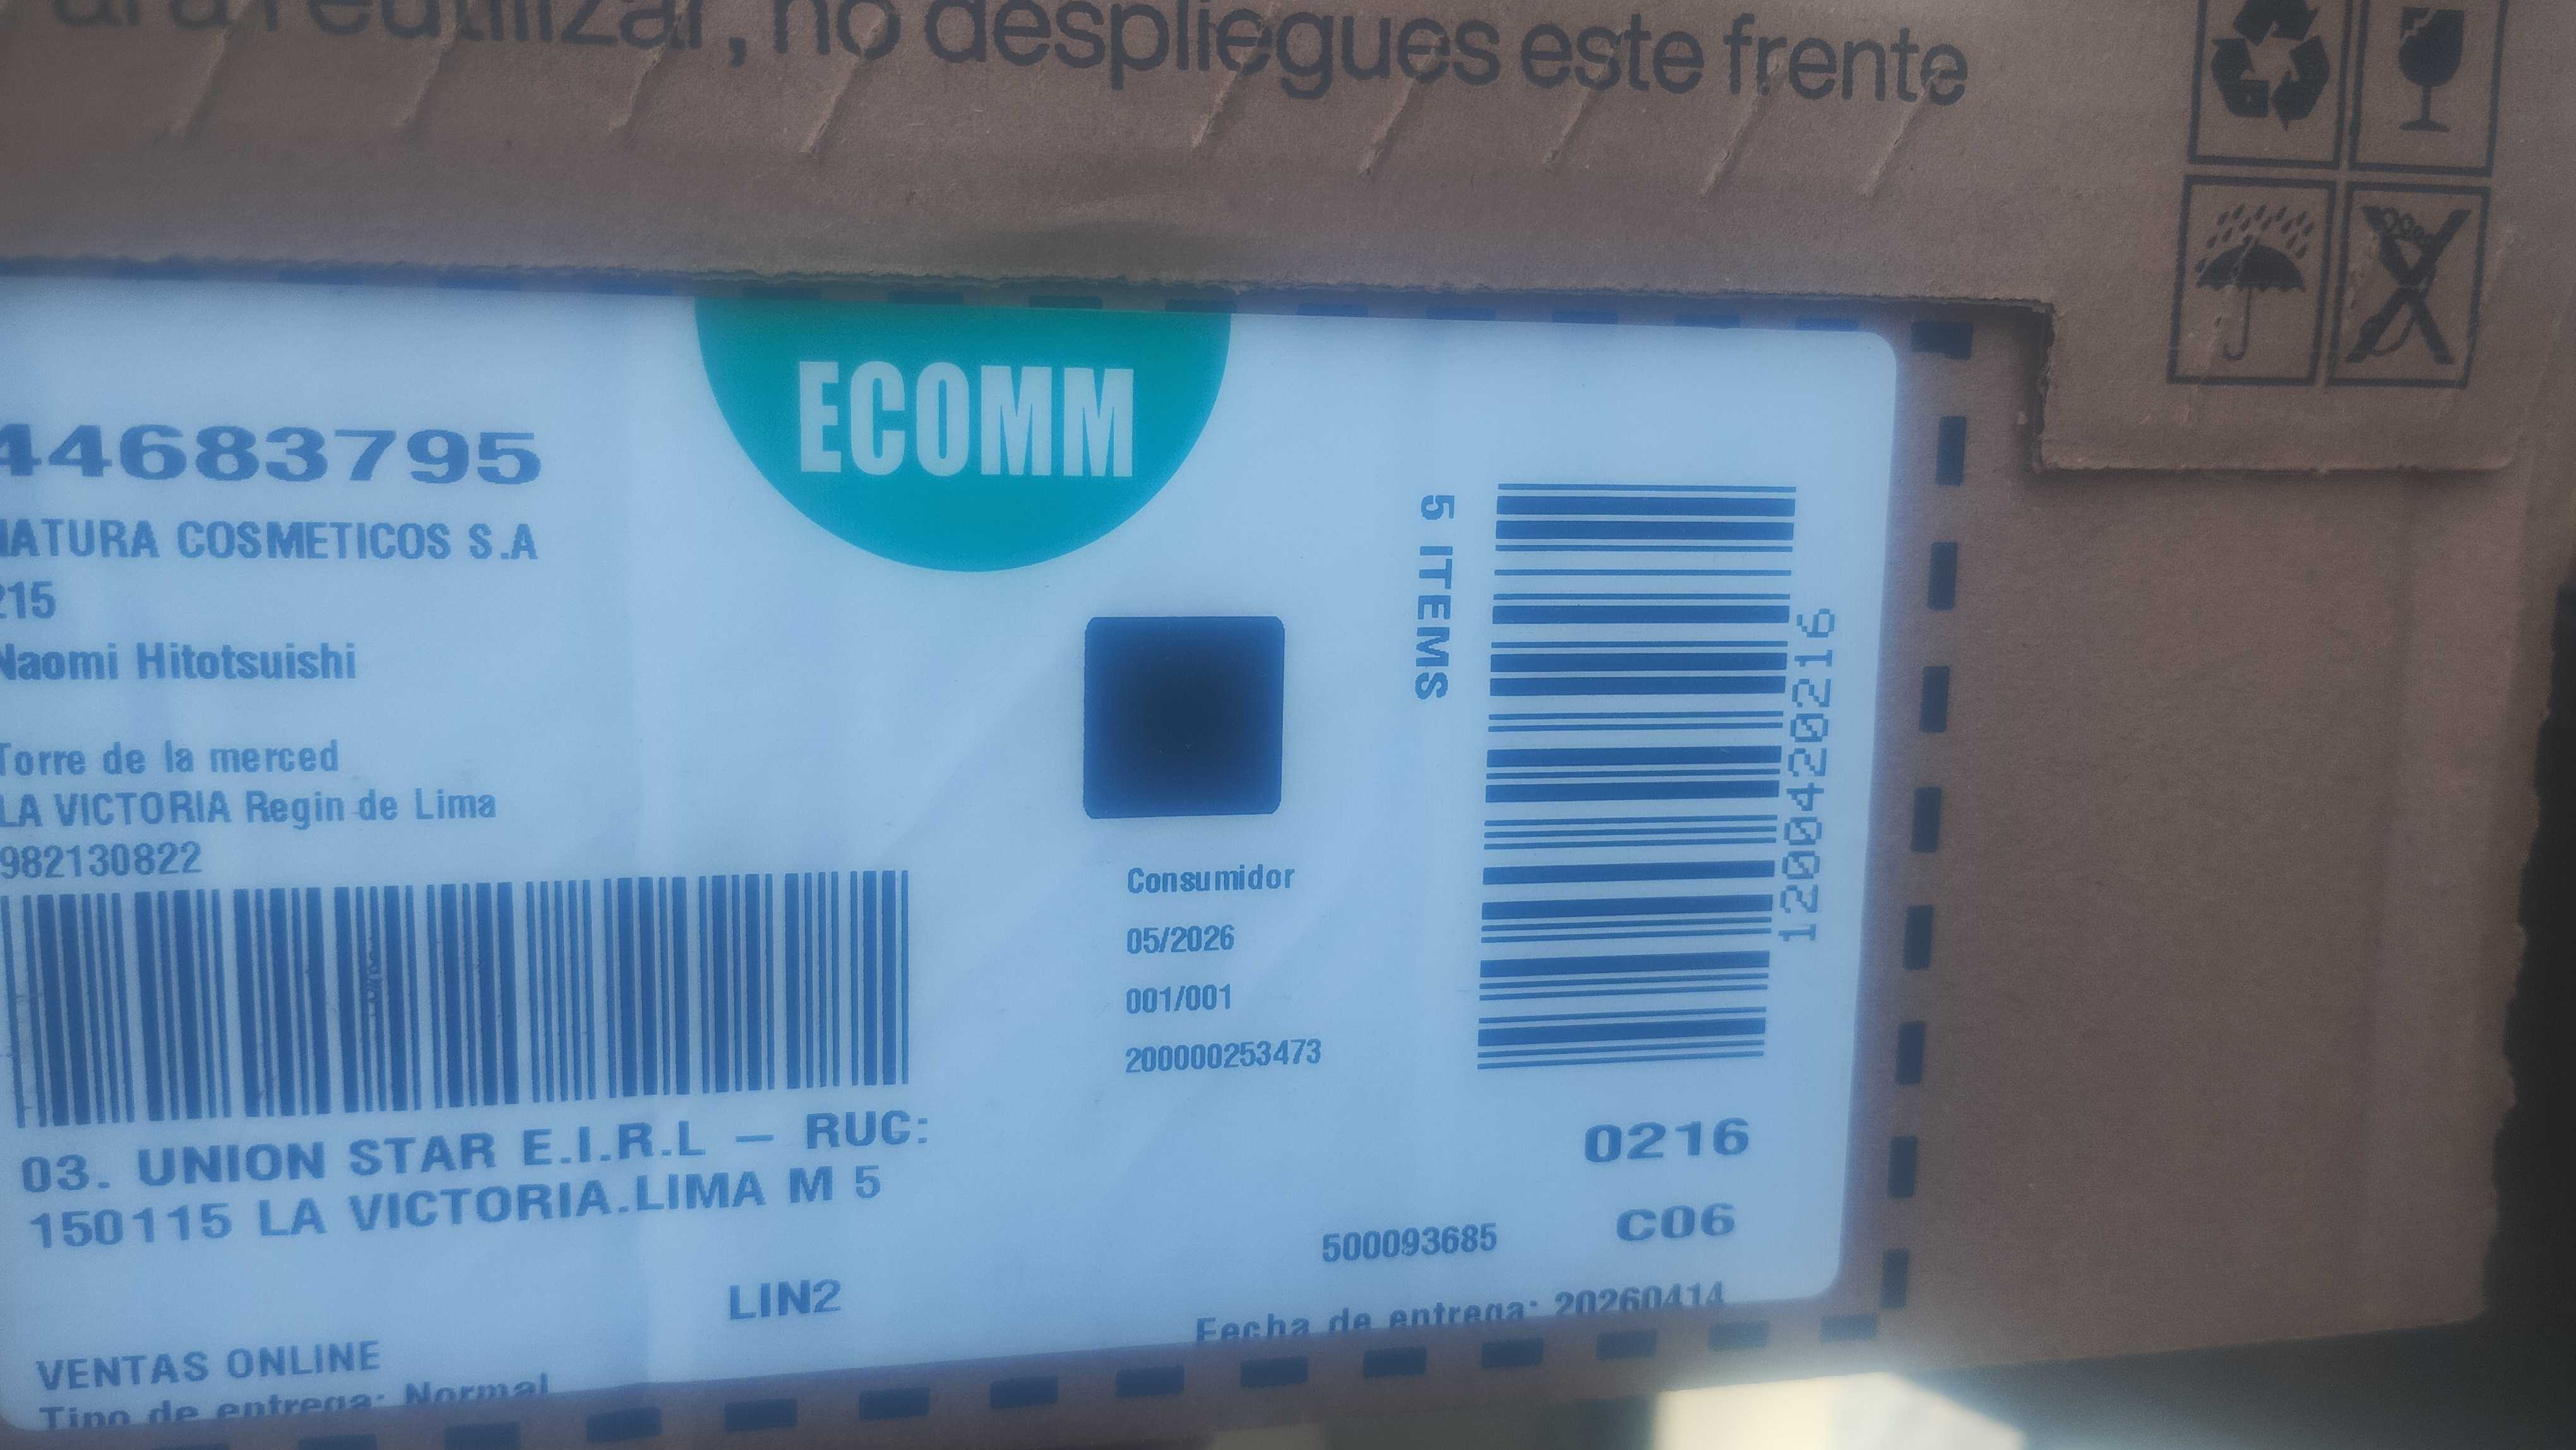 reutilizar, no despliegues este frente
ECOMM
44683795
NATURA COSMETICOS S.A
215
Naomi Hitotsuishi
Torre de la merced
LA VICTORIA Regin de Lima
982130822
03. UNION STAR E.I.R.L – RUC:
150115 LA VICTORIA.LIMA M 5
LIN2
VENTAS ONLINE
Tipo de entrega: Normal
Consumidor
05/2026
001/001
200000253473
5 ITEMS
12000420216
0216
C06
500093685
Fecha de entrega: 20260414